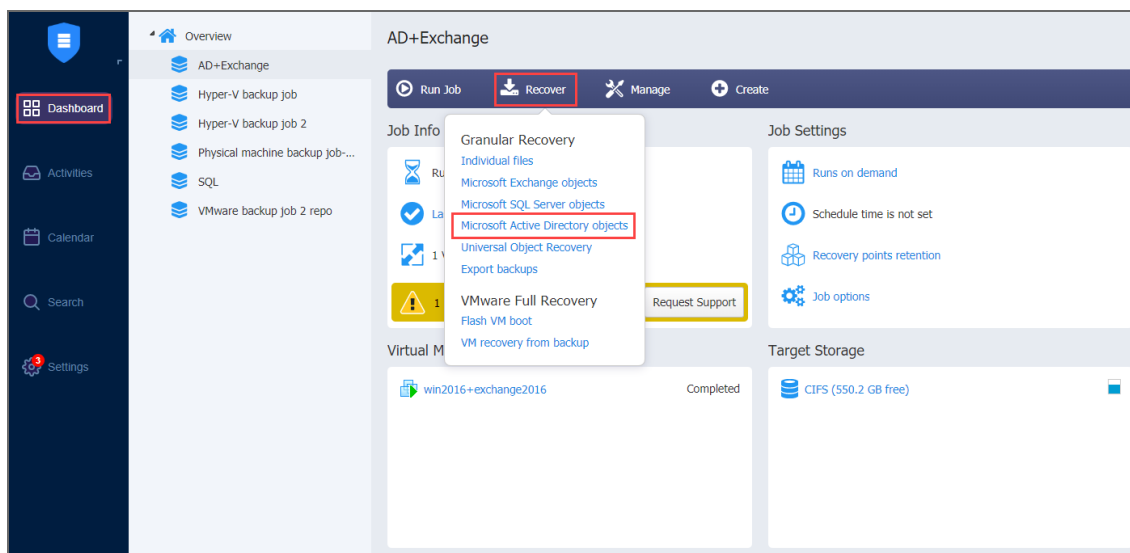 Overview
AD+Exchange
Hyper-V backup job
Hyper-V backup job 2
Physical machine backup job-...
SQL
VMware backup job 2 repo
Dashboard
Activities
Calendar
Search
3
Settings
AD+Exchange
Run Job
Recover
Manage
Create
Job Info
Ru
La
1 V
1
Request Support
Granular Recovery
Individual files
Microsoft Exchange objects
Microsoft SQL Server objects
Microsoft Active Directory objects
Universal Object Recovery
Export backups
VMware Full Recovery
Flash VM boot
VM recovery from backup
Virtual M
win2016+exchange2016 Completed
Job Settings
Runs on demand
Schedule time is not set
Recovery points retention
Job options
Target Storage
CIFS (550.2 GB free)